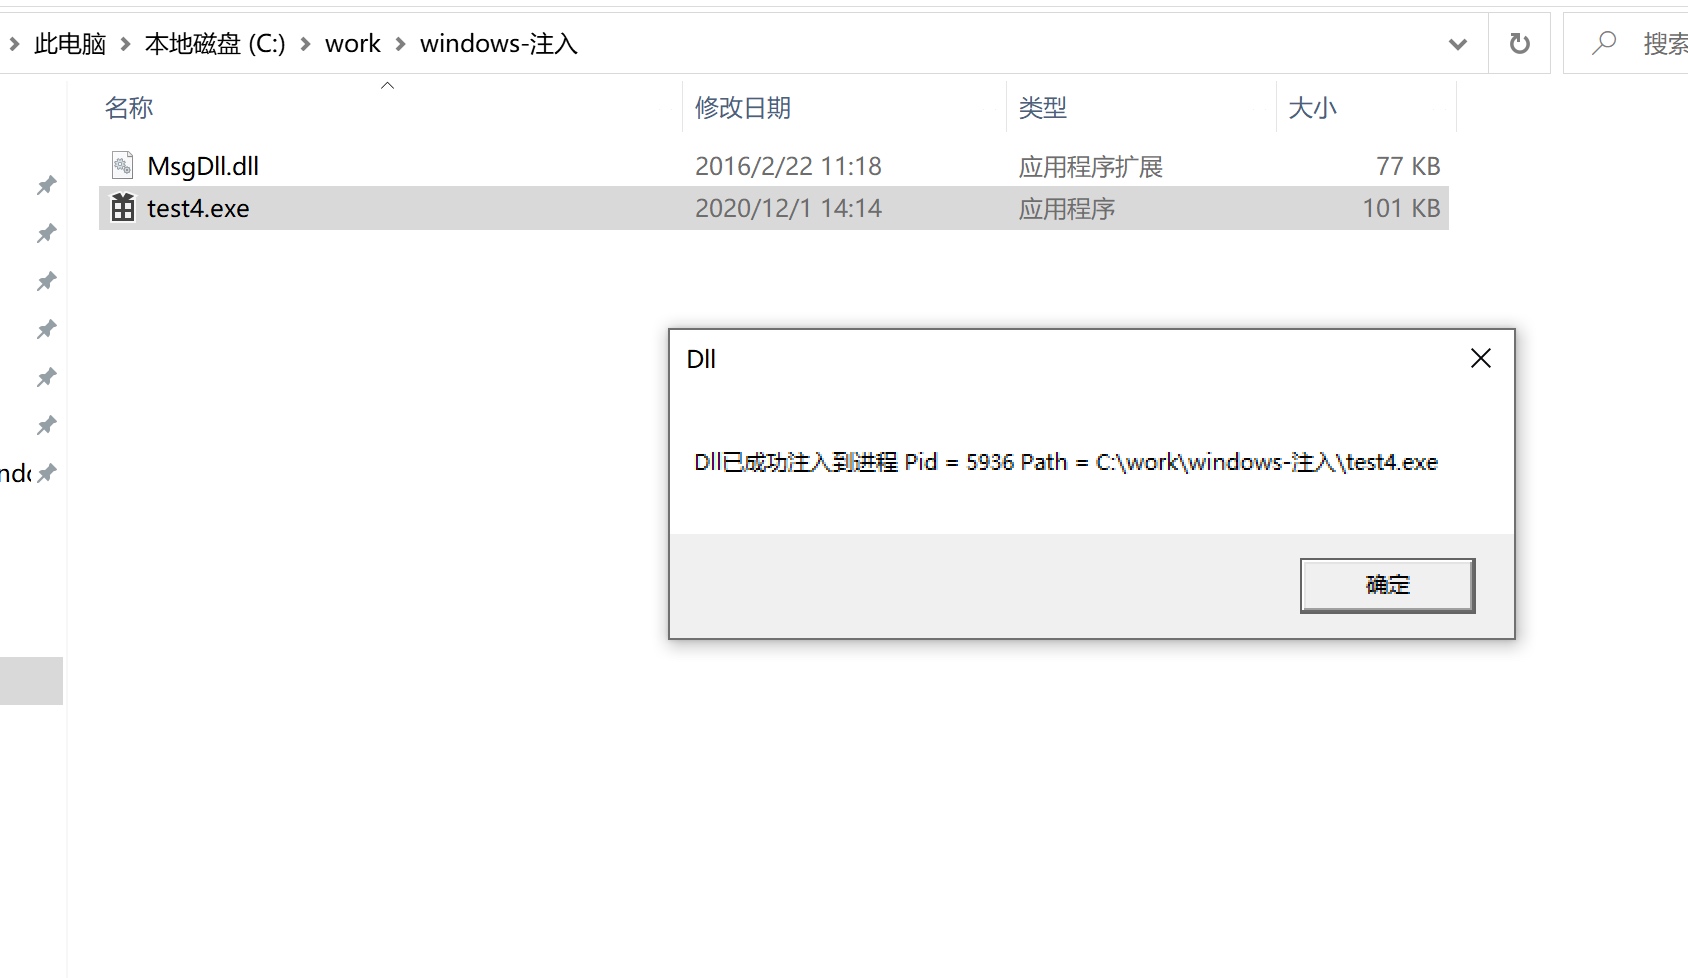 此电脑 本地磁盘 (C:) work windows-注入
搜索
名称 修改日期 类型 大小
MsgDll.dll 2016/2/22 11:18 应用程序扩展 77 KB
test4.exe 2020/12/1 14:14 应用程序 101 KB
Dll
Dll已成功注入到进程 Pid = 5936 Path = C:\work\windows-注入\test4.exe
确定